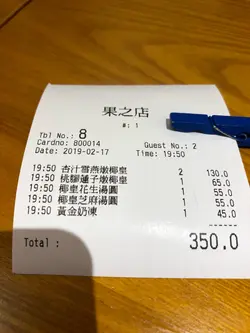 果之店
#: 1
Tbl No.: 8
Cardno: 800014 Guest No.: 2
Date: 2019-02-17 Time: 19:50
19:50 杏汁雪燕燉椰皇 2 130.0
19:50 桃膠蓮子燉椰皇 1 65.0
19:50 椰皇花生湯圓 1 55.0
19:50 椰皇芝麻湯圓 1 55.0
19:50 黃金奶凍 1 45.0
Total : 350.0